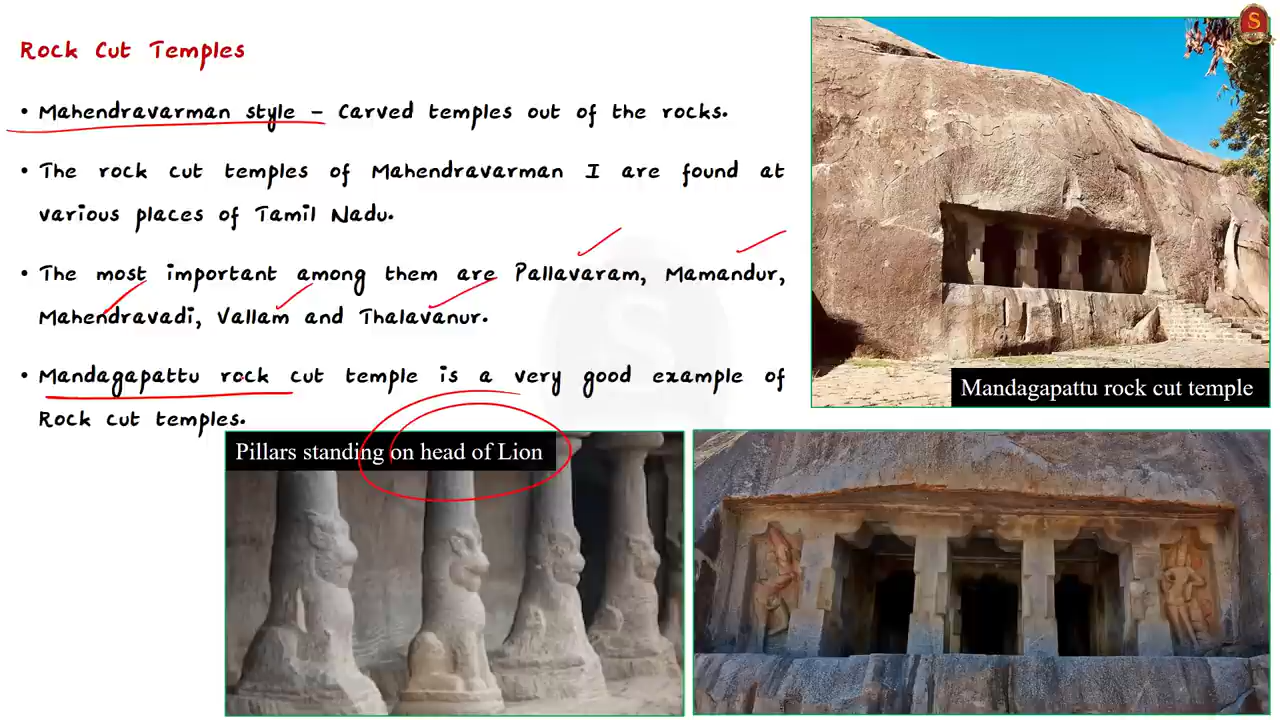 Rock Cut Temples
• Mahendravarman style – Carved temples out of the rocks.
• The rock cut temples of Mahendravarman I are found at
various places of Tamil Nadu.
• The most important among them are Pallavaram, Mamandur,
Mahendravadi, Vallam and Thalavanur.
• Mandagapattu rock cut temple is a very good example of
Rock cut temples.
Mandagapattu rock cut temple
Pillars standing on head of Lion
S
S